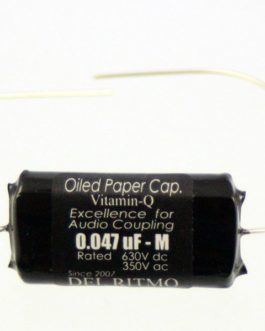 Oiled Paper Cap.
Vitamin-Q
Excellence for
Audio Coupling
0.047 uF - M
Rated 630V dc
350V ac
Since 2007
DEL RITMO